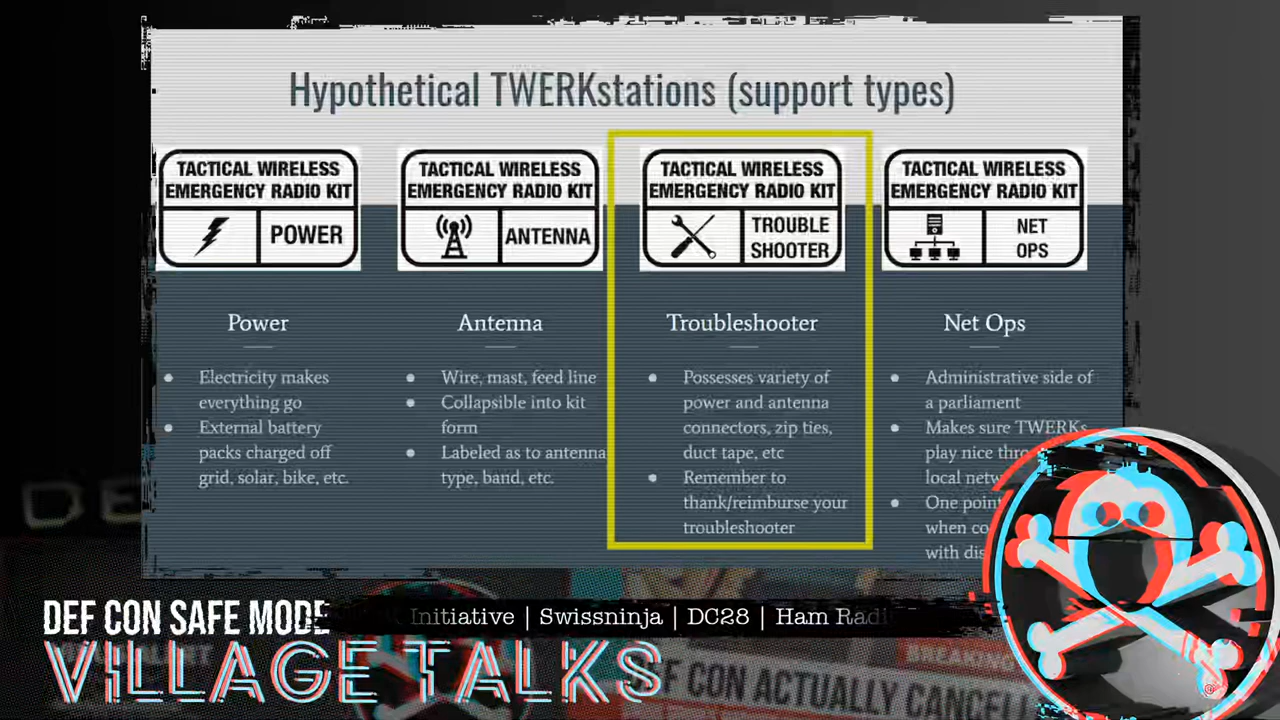 Hypothetical TWERKstations (support types)
TACTICAL WIRELESS
EMERGENCY RADIO KIT
POWER
TACTICAL WIRELESS
EMERGENCY RADIO KIT
ANTENNA
TACTICAL WIRELESS
EMERGENCY RADIO KIT
TROUBLE
SHOOTER
TACTICAL WIRELESS
EMERGENCY RADIO KIT
NET
OPS
Power
• Electricity makes
everything go
• External battery
packs charged off
grid, solar, bike, etc.
Antenna
• Wire, mast, feed line
• Collapsible into kit
form
• Labeled as to antenna
type, band, etc.
Troubleshooter
• Possesses variety of
power and antenna
connectors, zip ties,
duct tape, etc
• Remember to
thank/reimburse your
troubleshooter
Net Ops
• Administrative side of
a parliament
• Makes sure TWERKs
play nice
local
• One
when
with
DEF CON SAFE MODE
Initiative | Swissninja | DC28 | Ham
VILLAGE TALKS
DEF CON ACTUALLY